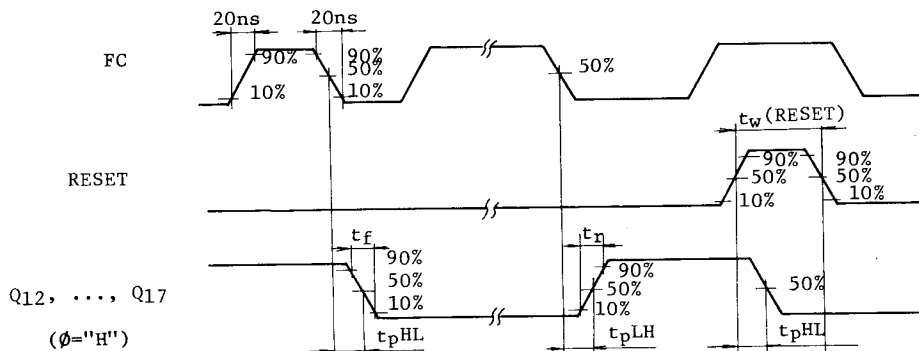 20ns 20ns
FC
90%
10%
90%
50%
10%
50%
tw(RESET)
RESET
90%
50%
10%
90%
50%
10%
tf
90%
50%
10%
tr
90%
50%
10%
50%
Q12, ..., Q17
(Ø="H")
tpHL
tpLH
tpHL